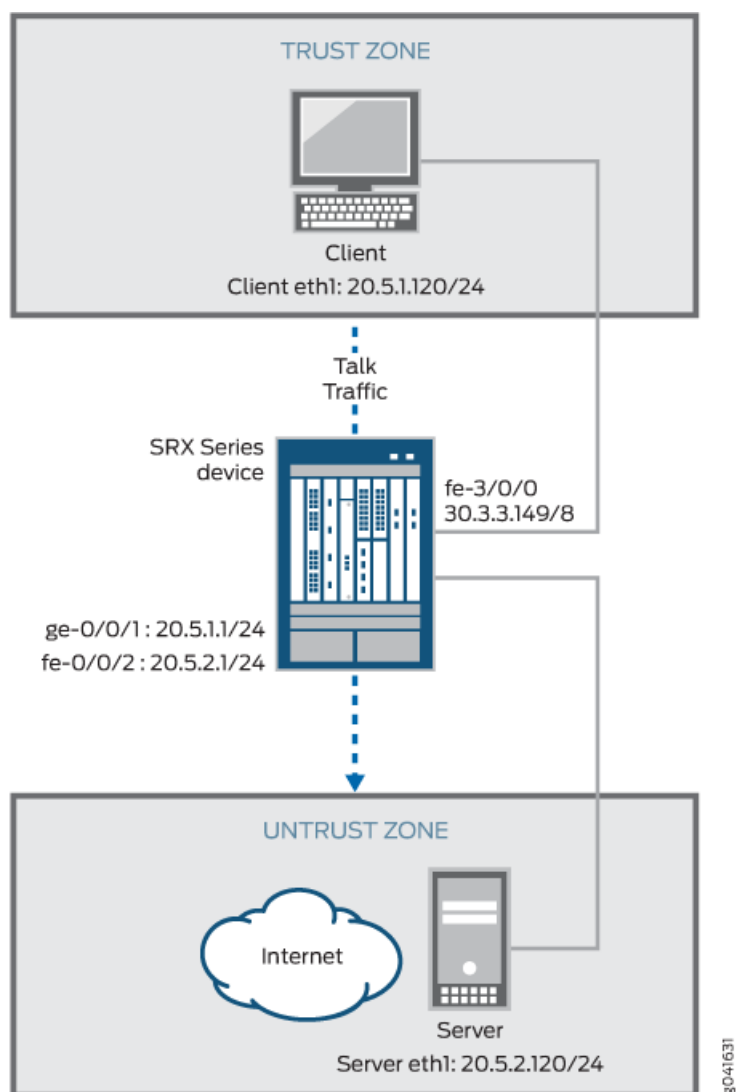 TRUST ZONE
Client
Client eth1: 20.5.1.120/24
Talk
Traffic
SRX Series
device
fe-3/0/0
30.3.3.149/8
ge-0/0/1 : 20.5.1.1/24
fe-0/0/2 : 20.5.2.1/24
UNTRUST ZONE
Internet
Server
Server eth1: 20.5.2.120/24
g041631